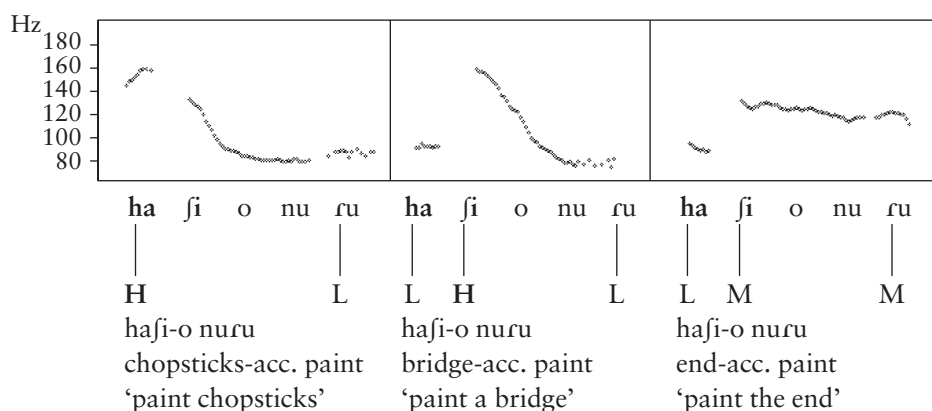 Hz
180
160
140
120
100
80
ha ʃi o nu ɾu ha ʃi o nu ɾu ha ʃi o nu ɾu
H L L H L L M M
haʃi-o nuɾu haʃi-o nuɾu haʃi-o nuɾu
chopsticks-acc. paint bridge-acc. paint end-acc. paint
‘paint chopsticks’ ‘paint a bridge’ ‘paint the end’